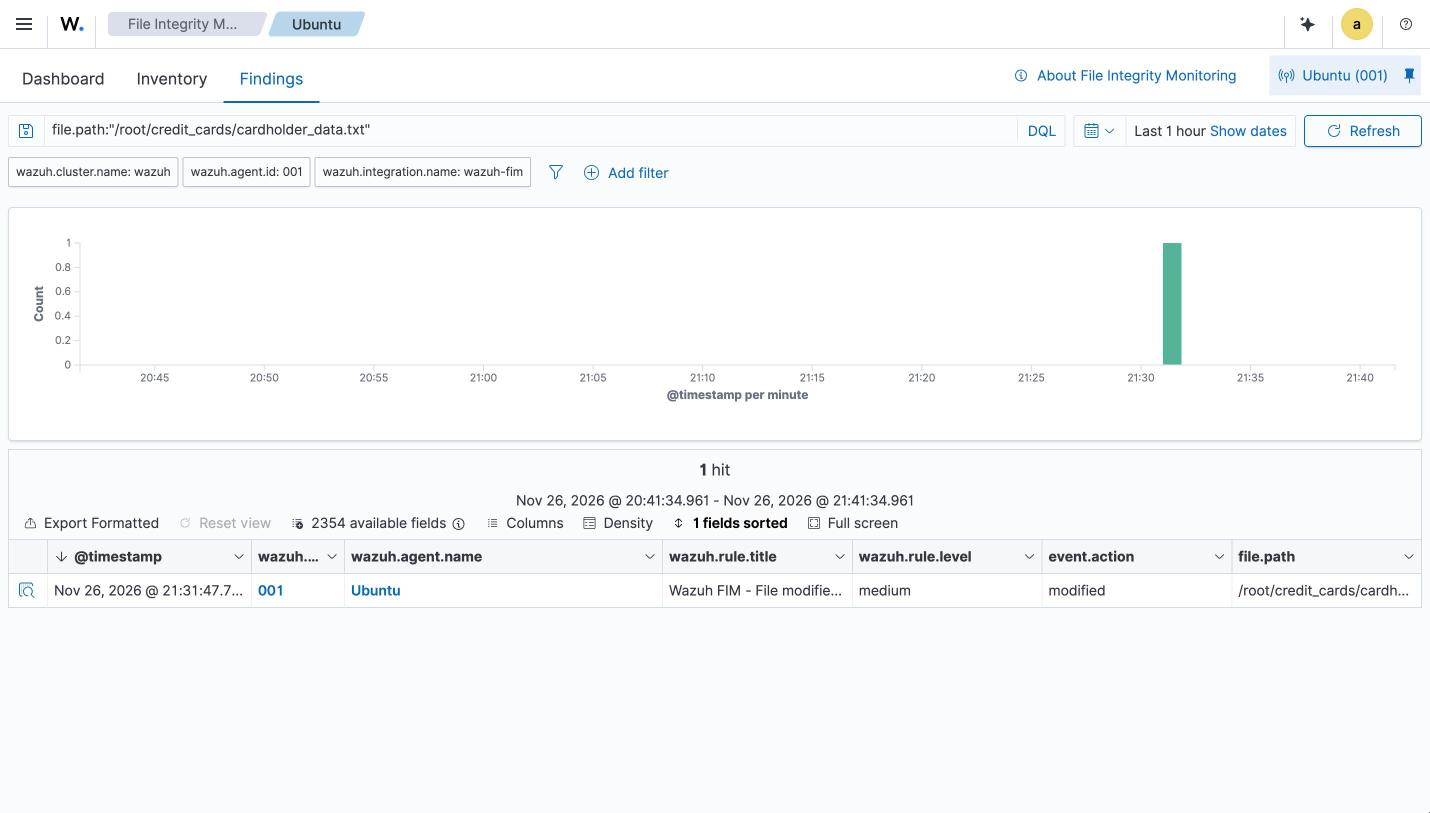 W.
File Integrity M...
Ubuntu
a
Dashboard
Inventory
Findings
About File Integrity Monitoring
Ubuntu (001)
file.path:"/root/credit_cards/cardholder_data.txt"
DQL
Last 1 hour Show dates
Refresh
wazuh.cluster.name: wazuh
wazuh.agent.id: 001
wazuh.integration.name: wazuh-fim
Add filter
Count
1
0.8
0.6
0.4
0.2
0
20:45
20:50
20:55
21:00
21:05
21:10
21:15
21:20
21:25
21:30
21:35
21:40
@timestamp per minute
1 hit
Nov 26, 2026 @ 20:41:34.961 - Nov 26, 2026 @ 21:41:34.961
Export Formatted
Reset view
2354 available fields
Columns
Density
1 fields sorted
Full screen
@timestamp
wazuh....
wazuh.agent.name
wazuh.rule.title
wazuh.rule.level
event.action
file.path
Nov 26, 2026 @ 21:31:47.7...
001
Ubuntu
Wazuh FIM - File modifie...
medium
modified
/root/credit_cards/cardh...